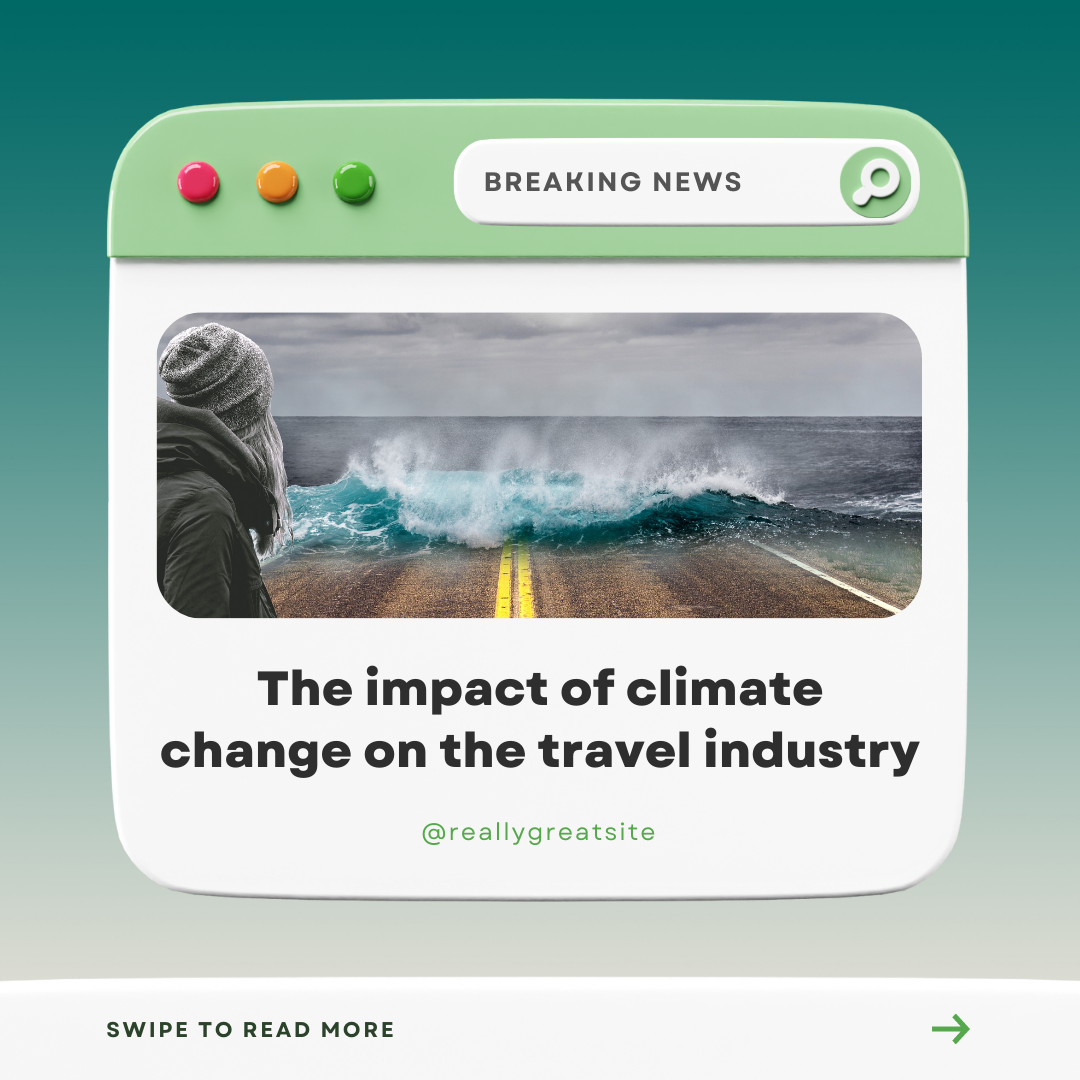 BREAKING NEWS
The impact of climate
change on the travel industry
@reallygreatsite
SWIPE TO READ MORE